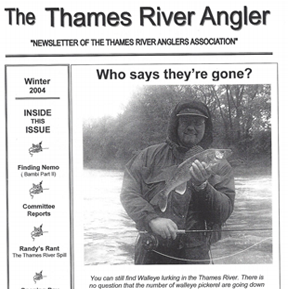 The Thames River Angler
"NEWSLETTER OF THE THAMES RIVER ANGLERS ASSOCIATION"
Winter
2004
INSIDE
THIS
ISSUE
Finding Nemo
( Bambi Part II)
Committee
Reports
Randy's Rant
The Thames River Spill
Who says they're gone?
You can still find Walleye lurking in the Thames River. There is
no question that the number of walleye pickerel are going down